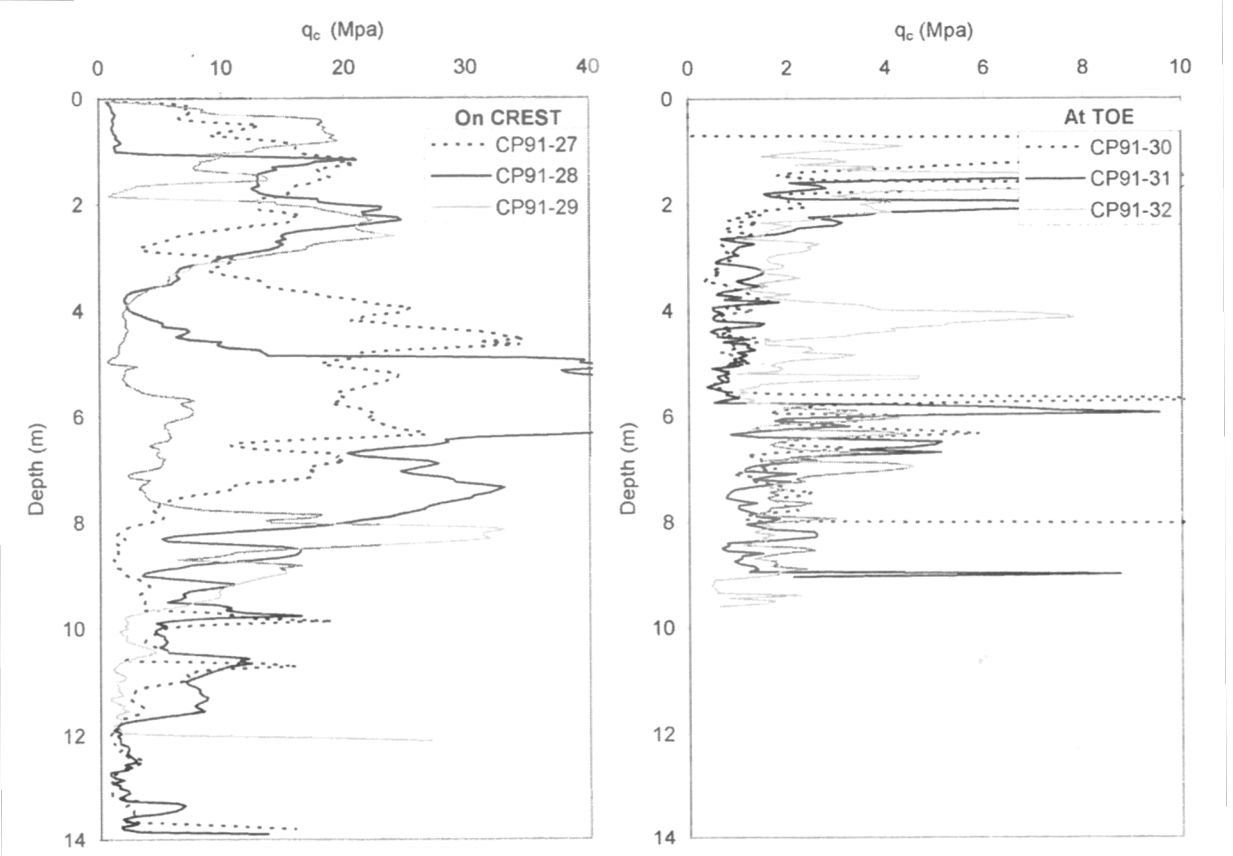 qc (Mpa)
0 10 20 30 40
On CREST
CP91-27
CP91-28
CP91-29
Depth (m)
0
2
4
6
8
10
12
14
qc (Mpa)
0 2 4 6 8 10
At TOE
CP91-30
CP91-31
CP91-32
Depth (m)
0
2
4
6
8
10
12
14